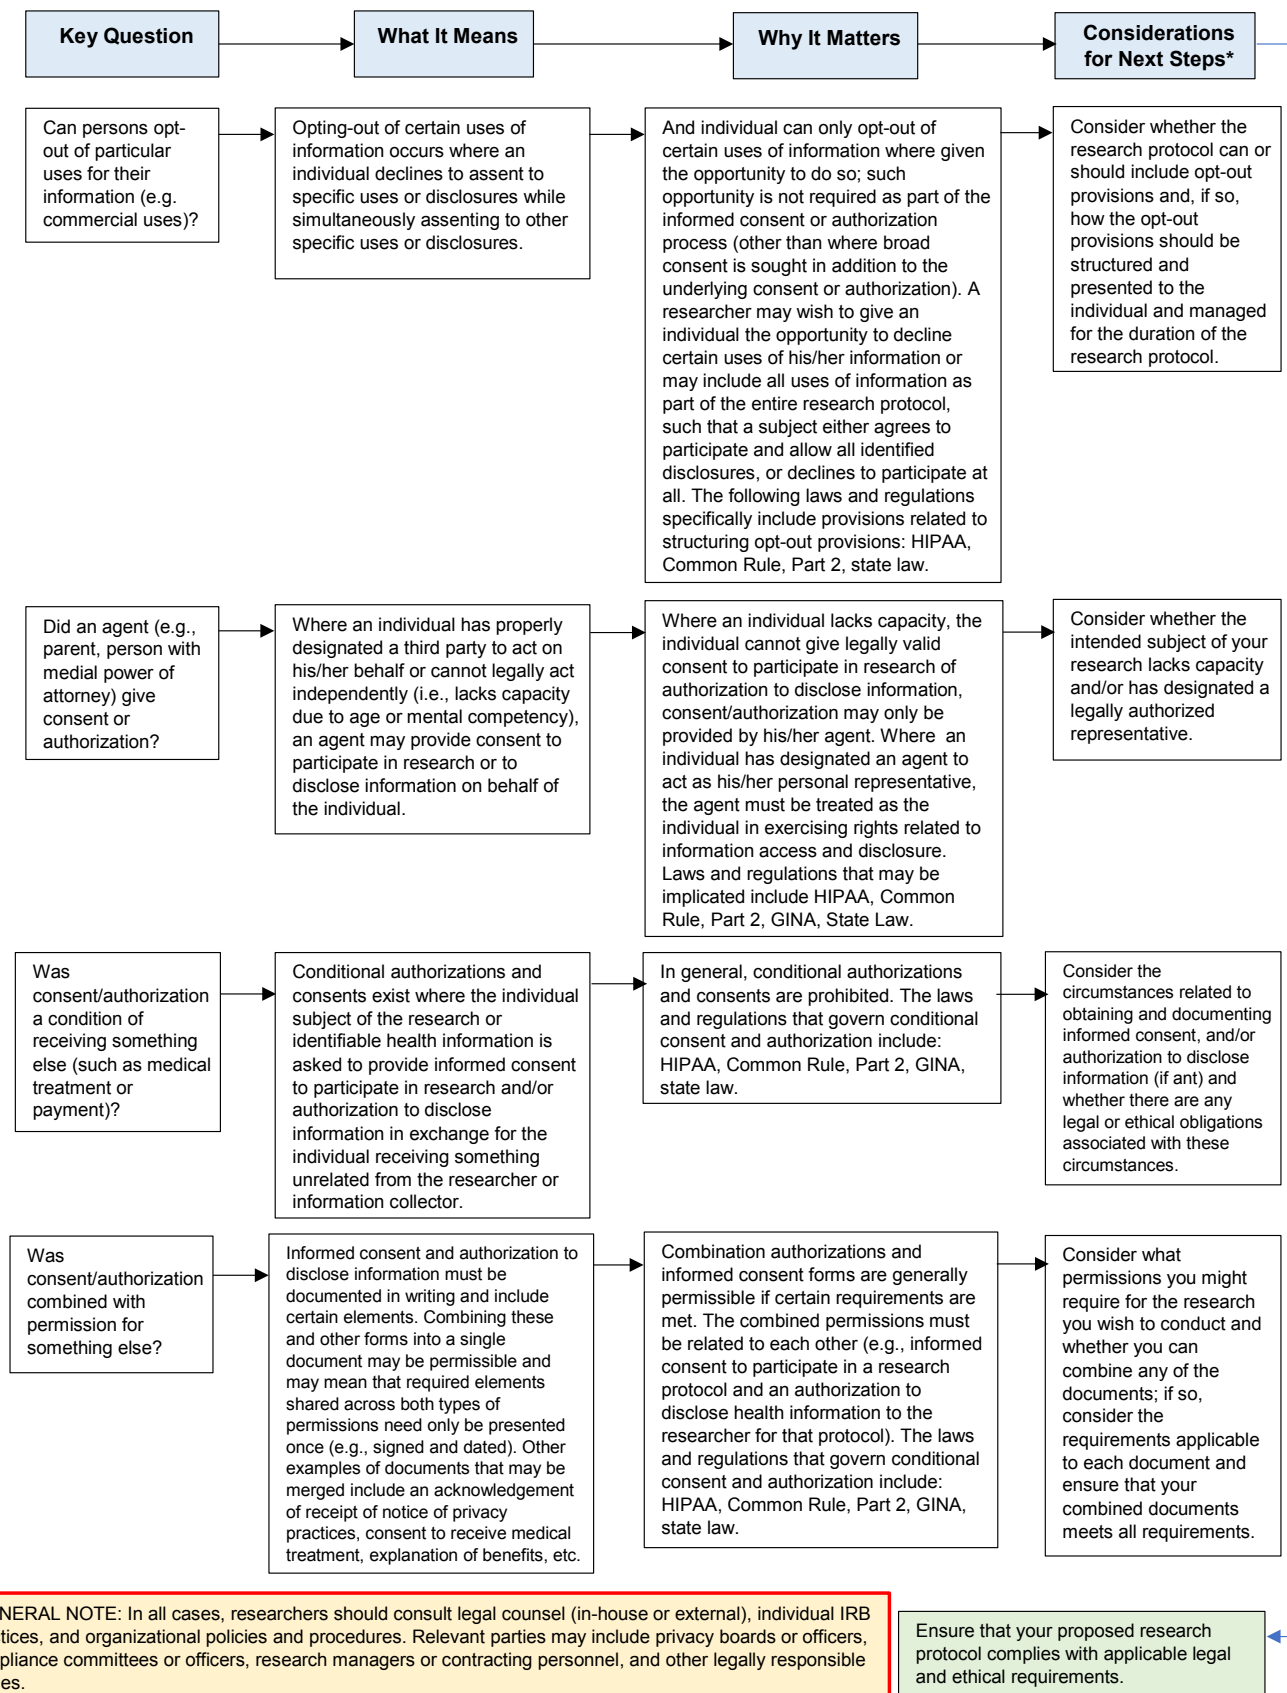 Key Question
What It Means
Why It Matters
Considerations
for Next Steps*
Can persons opt-
out of particular
uses for their
information (e.g.
commercial uses)?
Opting-out of certain uses of
information occurs where an
individual declines to assent to
specific uses or disclosures while
simultaneously assenting to other
specific uses or disclosures.
And individual can only opt-out of
certain uses of information where given
the opportunity to do so; such
opportunity is not required as part of the
informed consent or authorization
process (other than where broad
consent is sought in addition to the
underlying consent or authorization). A
researcher may wish to give an
individual the opportunity to decline
certain uses of his/her information or
may include all uses of information as
part of the entire research protocol,
such that a subject either agrees to
participate and allow all identified
disclosures, or declines to participate at
all. The following laws and regulations
specifically include provisions related to
structuring opt-out provisions: HIPAA,
Common Rule, Part 2, state law.
Consider whether the
research protocol can or
should include opt-out
provisions and, if so,
how the opt-out
provisions should be
structured and
presented to the
individual and managed
for the duration of the
research protocol.
Did an agent (e.g.,
parent, person with
medial power of
attorney) give
consent or
authorization?
Where an individual has properly
designated a third party to act on
his/her behalf or cannot legally act
independently (i.e., lacks capacity
due to age or mental competency),
an agent may provide consent to
participate in research or to
disclose information on behalf of
the individual.
Where an individual lacks capacity, the
individual cannot give legally valid
consent to participate in research of
authorization to disclose information,
consent/authorization may only be
provided by his/her agent. Where  an
individual has designated an agent to
act as his/her personal representative,
the agent must be treated as the
individual in exercising rights related to
information access and disclosure.
Laws and regulations that may be
implicated include HIPAA, Common
Rule, Part 2, GINA, State Law.
Consider whether the
intended subject of your
research lacks capacity
and/or has designated a
legally authorized
representative.
Was
consent/authorization
a condition of
receiving something
else (such as medical
treatment or
payment)?
Conditional authorizations and
consents exist where the individual
subject of the research or
identifiable health information is
asked to provide informed consent
to participate in research and/or
authorization to disclose
information in exchange for the
individual receiving something
unrelated from the researcher or
information collector.
In general, conditional authorizations
and consents are prohibited. The laws
and regulations that govern conditional
consent and authorization include:
HIPAA, Common Rule, Part 2, GINA,
state law.
Consider the
circumstances related to
obtaining and documenting
informed consent, and/or
authorization to disclose
information (if ant) and
whether there are any
legal or ethical obligations
associated with these
circumstances.
Was
consent/authorization
combined with
permission for
something else?
Informed consent and authorization to
disclose information must be
documented in writing and include
certain elements. Combining these
and other forms into a single
document may be permissible and
may mean that required elements
shared across both types of
permissions need only be presented
once (e.g., signed and dated). Other
examples of documents that may be
merged include an acknowledgement
of receipt of notice of privacy
practices, consent to receive medical
treatment, explanation of benefits, etc.
Combination authorizations and
informed consent forms are generally
permissible if certain requirements are
met. The combined permissions must
be related to each other (e.g., informed
consent to participate in a research
protocol and an authorization to
disclose health information to the
researcher for that protocol). The laws
and regulations that govern conditional
consent and authorization include:
HIPAA, Common Rule, Part 2, GINA,
state law.
Consider what
permissions you might
require for the research
you wish to conduct and
whether you can
combine any of the
documents; if so,
consider the
requirements applicable
to each document and
ensure that your
combined documents
meets all requirements.
NERAL NOTE: In all cases, researchers should consult legal counsel (in-house or external), individual IRB
tices, and organizational policies and procedures. Relevant parties may include privacy boards or officers,
pliance committees or officers, research managers or contracting personnel, and other legally responsible
es.
Ensure that your proposed research
protocol complies with applicable legal
and ethical requirements.